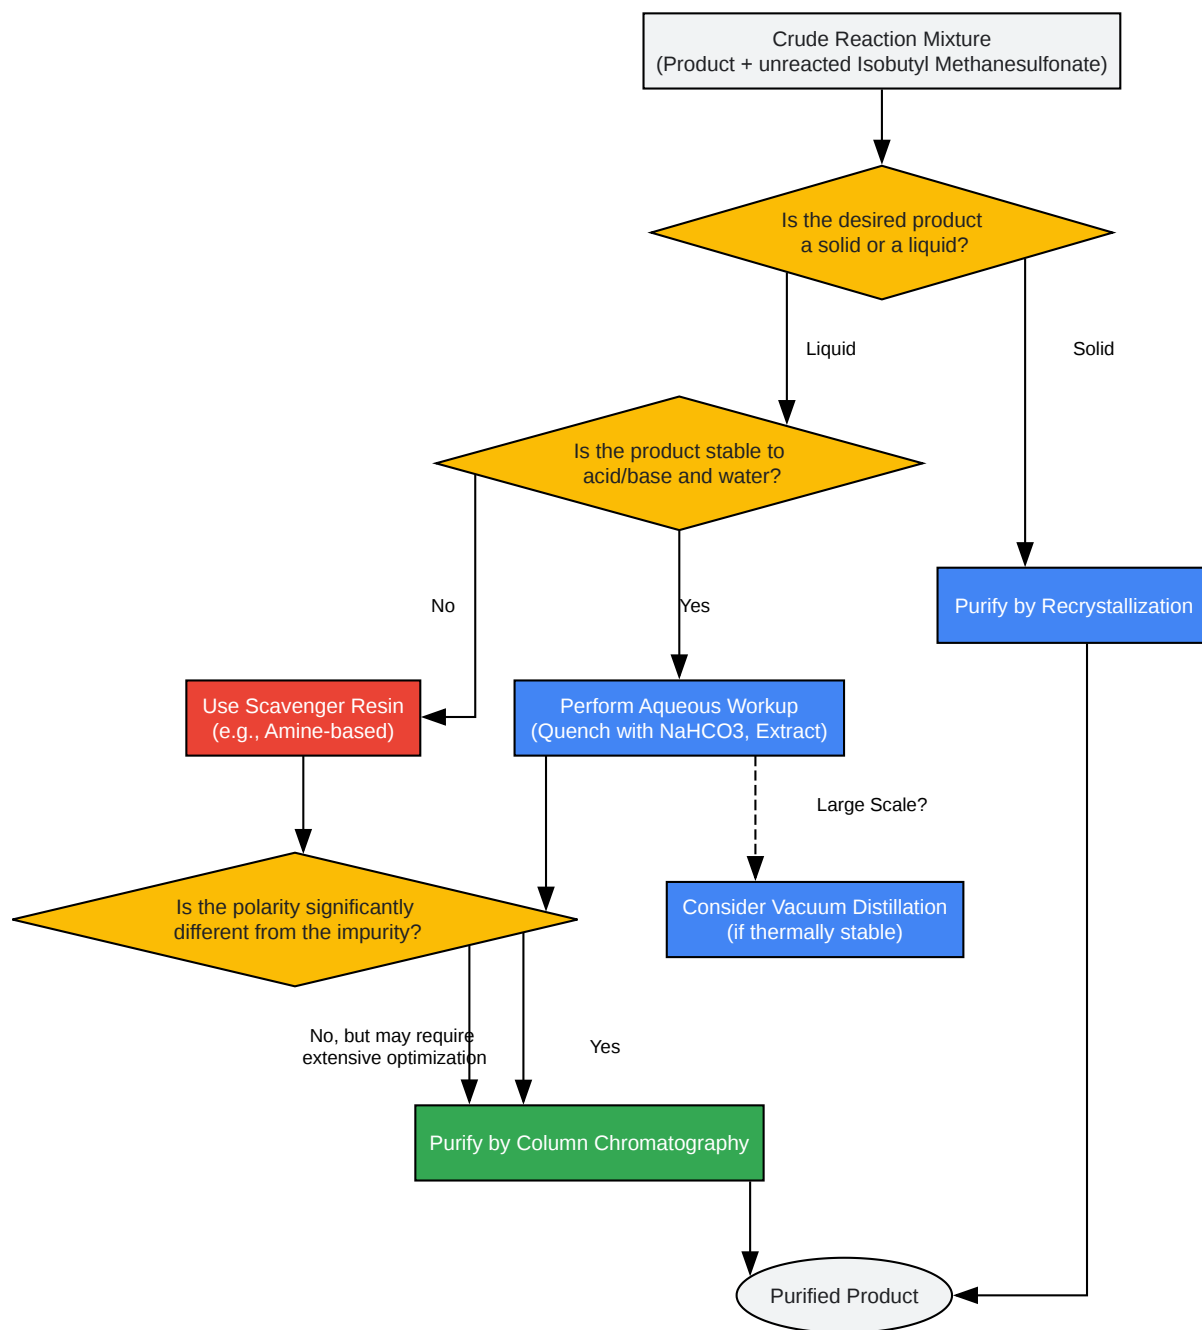 Crude Reaction Mixture
(Product + unreacted Isobutyl Methanesulfonate)
Is the desired product
a solid or a liquid?
Liquid
Solid
Is the product stable to
acid/base and water?
No
Yes
Purify by Recrystallization
Use Scavenger Resin
(e.g., Amine-based)
Perform Aqueous Workup
(Quench with NaHCO3, Extract)
Large Scale?
Is the polarity significantly
different from the impurity?
Consider Vacuum Distillation
(if thermally stable)
No, but may require
extensive optimization
Yes
Purify by Column Chromatography
Purified Product